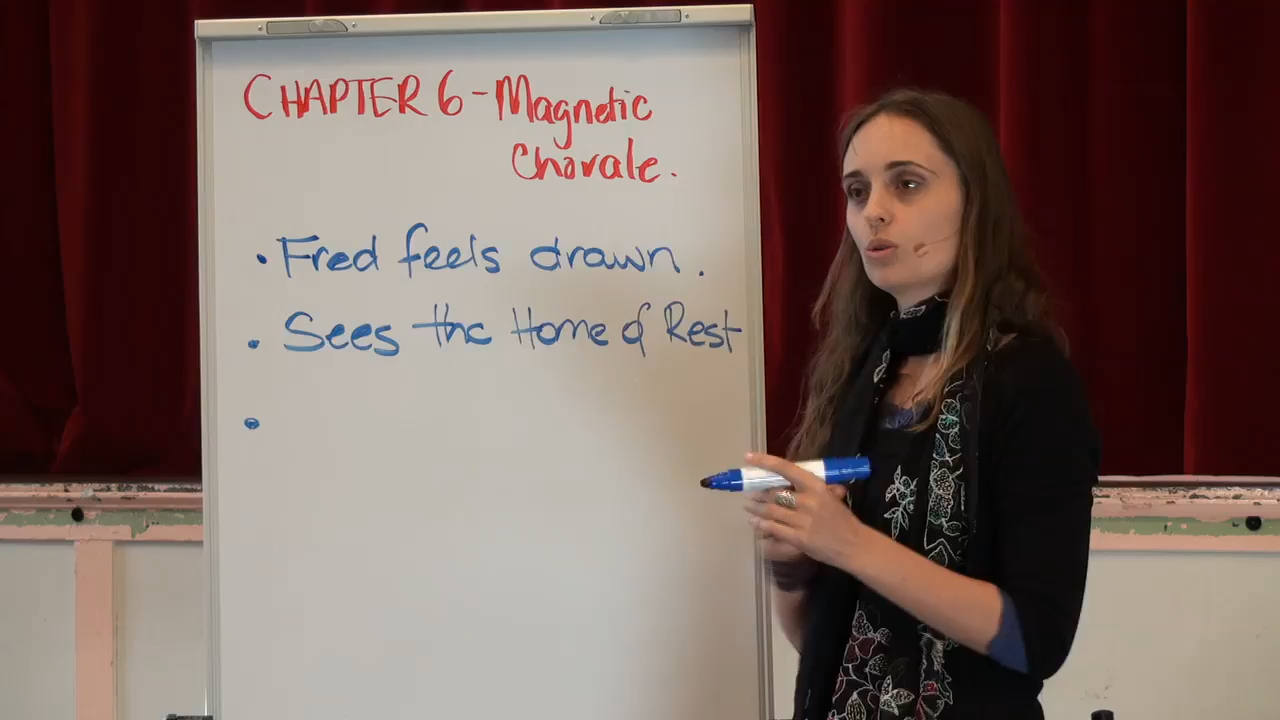 CHAPTER 6 - Magnetic
Chorale.
• Fred feels drawn.
• Sees the Home of Rest
•